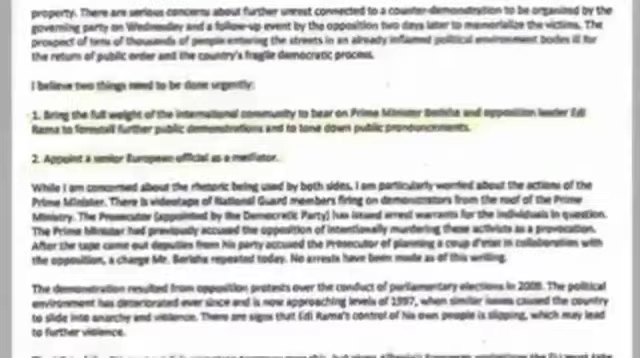 property. There are serious concerns about further unrest connected to a counter-demonstration to be organized by the
governing party on Wednesday and a follow-up event by the opposition two days later to memorialize the victims. The
prospect of tens of thousands of people entering the streets in an already inflamed political environment bodes ill for
the return of public order and the country's fragile democratic process.
I believe two things need to be done urgently:
1. Bring the full weight of the international community to bear on Prime Minister Berisha and opposition leader Edi
Rama to forestall further public demonstrations and to tone down public pronouncements.
2. Appoint a senior European official as a mediator.
While I am concerned about the rhetoric being used by both sides, I am particularly worried about the actions of the
Prime Minister. There is videotape of National Guard members firing on demonstrators from the roof of the Prime
Ministry. The Prosecutor (appointed by the Democratic Party) has issued arrest warrants for the individuals in question.
The Prime Minister had previously accused the opposition of intentionally murdering these activists as a provocation.
After the tape came out deputies from his party accused the Prosecutor of planning a coup d'etat in collaboration with
the opposition, a charge Mr. Berisha repeated today. No arrests have been made as of this writing.
The demonstration resulted from opposition protests over the conduct of parliamentary elections in 2009. The political
environment has deteriorated ever since and is now approaching levels of 1997, when similar issues caused the country
to slide into anarchy and violence. There are signs that Edi Rama's control of his own people is slipping, which may lead
to further violence.